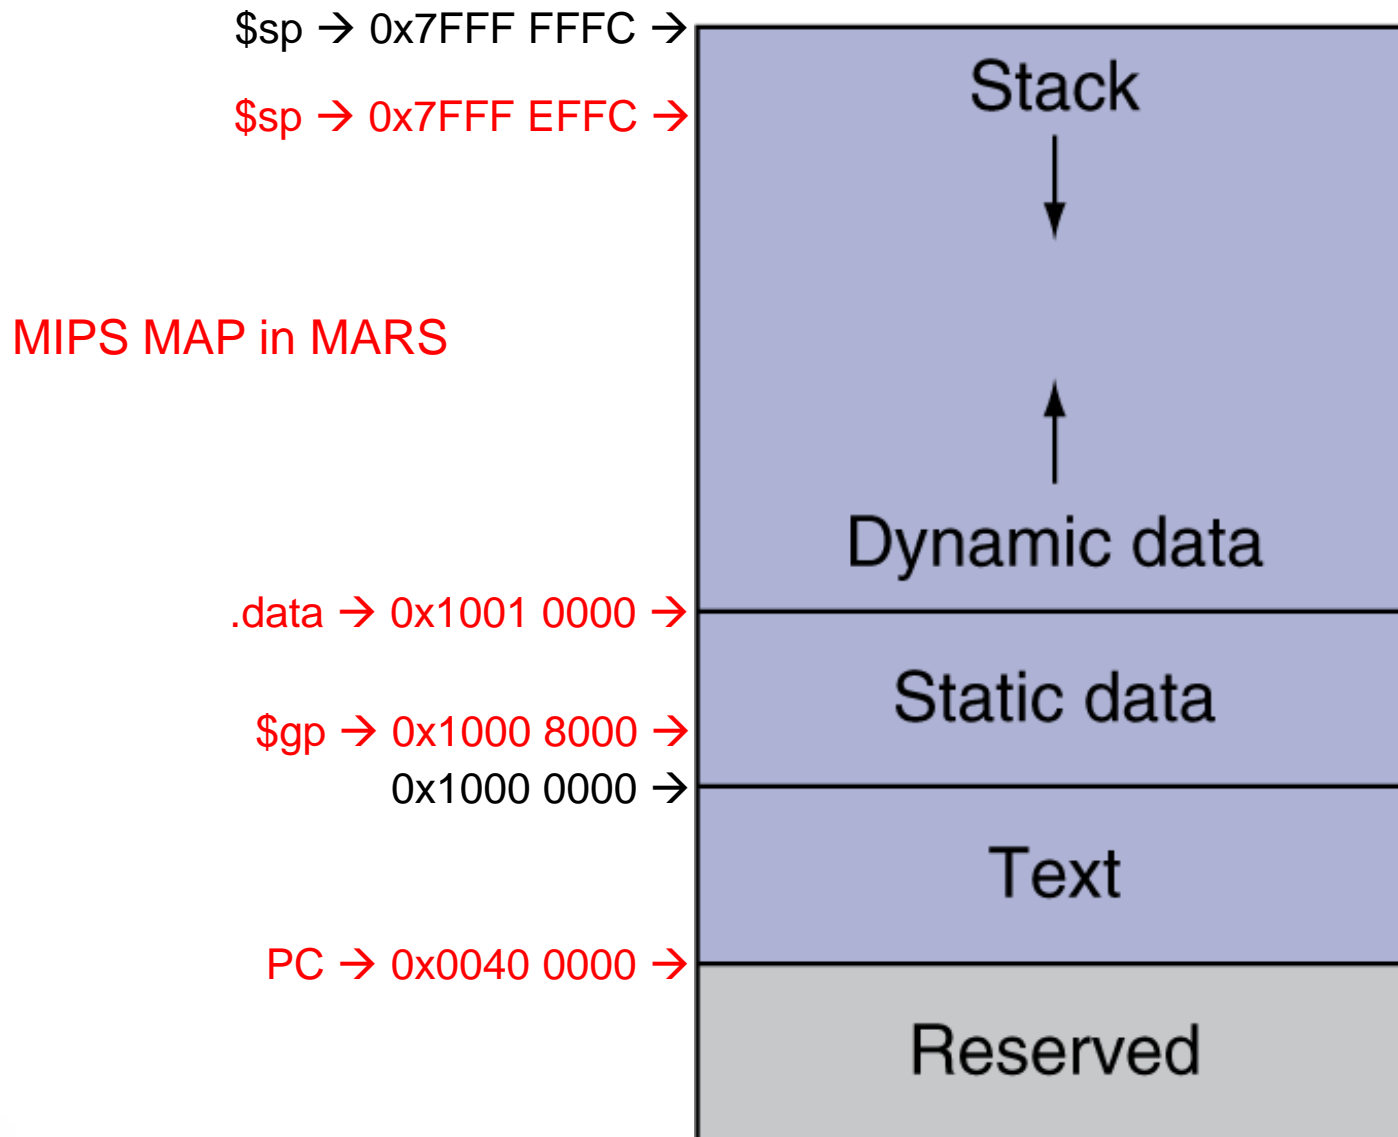 $sp → 0x7FFF FFFC →
Stack
$sp → 0x7FFF EFFC →
MIPS MAP in MARS
Dynamic data
.data → 0x1001 0000 →
Static data
$gp → 0x1000 8000 →
0x1000 0000 →
Text
PC → 0x0040 0000 →
Reserved